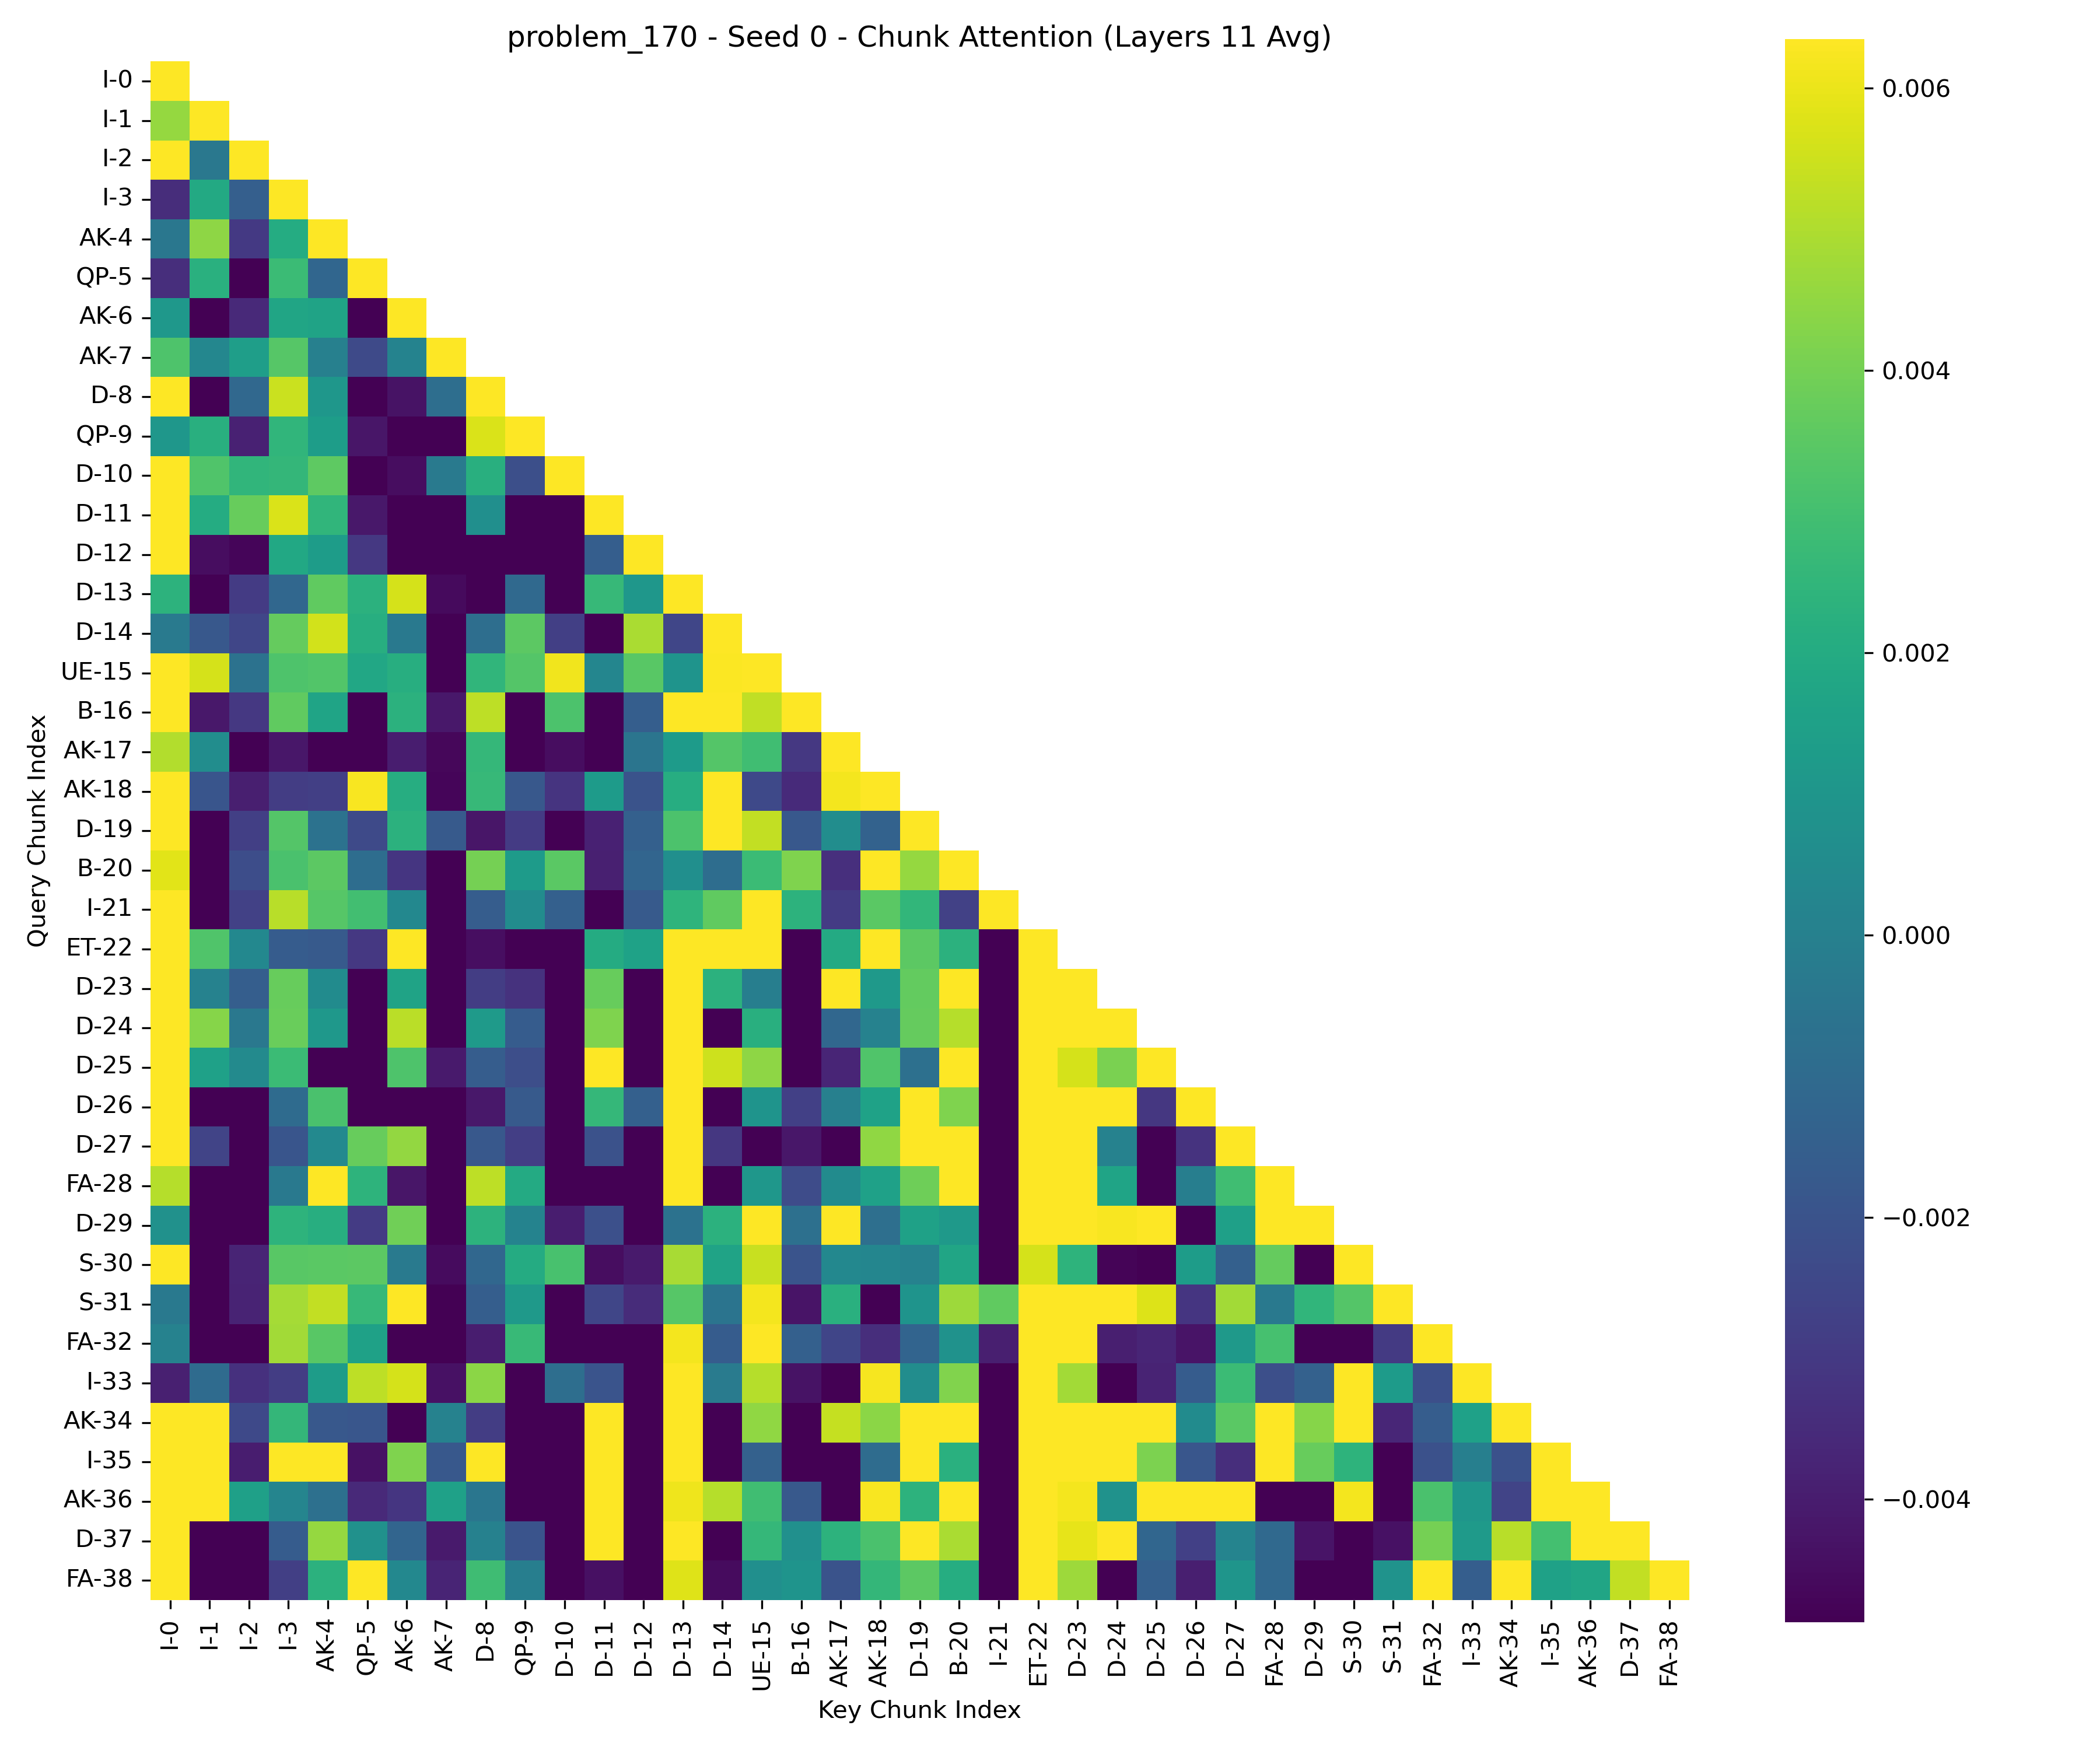 problem_170 - Seed 0 - Chunk Attention (Layers 11 Avg)
Query Chunk Index
I-0
I-1
I-2
I-3
AK-4
QP-5
AK-6
AK-7
D-8
QP-9
D-10
D-11
D-12
D-13
D-14
UE-15
B-16
AK-17
AK-18
D-19
B-20
I-21
ET-22
D-23
D-24
D-25
D-26
D-27
FA-28
D-29
S-30
S-31
FA-32
I-33
AK-34
I-35
AK-36
D-37
FA-38
I-0
I-1
I-2
I-3
AK-4
QP-5
AK-6
AK-7
D-8
QP-9
D-10
D-11
D-12
D-13
D-14
UE-15
B-16
AK-17
AK-18
D-19
B-20
I-21
ET-22
D-23
D-24
D-25
D-26
D-27
FA-28
D-29
S-30
S-31
FA-32
I-33
AK-34
I-35
AK-36
D-37
FA-38
Key Chunk Index
0.006
0.004
0.002
0.000
−0.002
−0.004